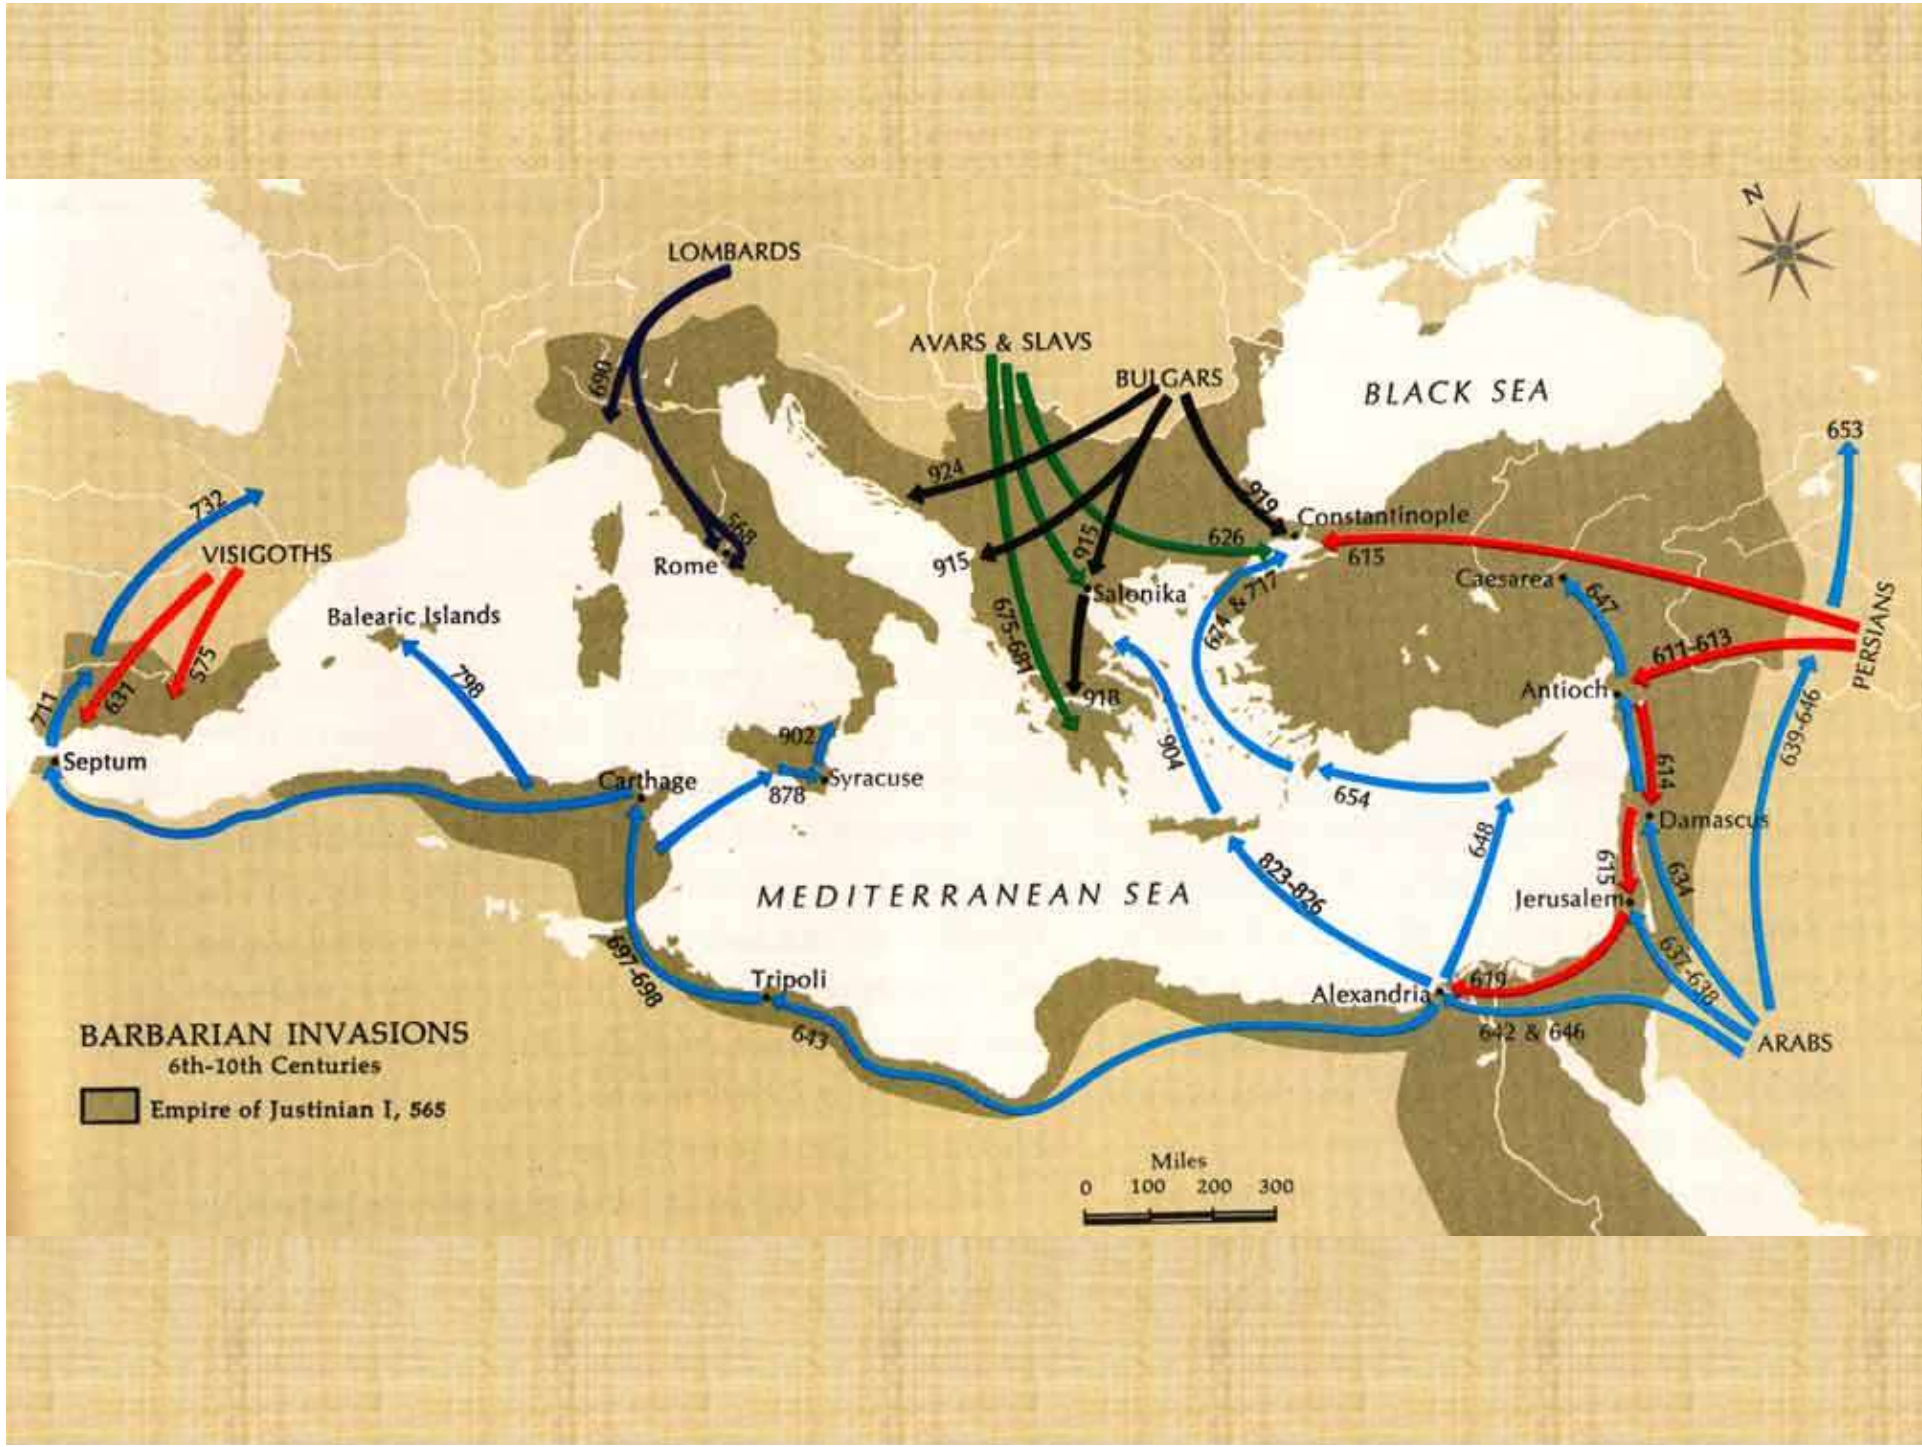 N
LOMBARDS
AVARS & SLAVS
BULGARS
BLACK SEA
690
653
924
732
919
568
Constantinople
VISIGOTHS
626
615
Rome
915
915
Caesarea
647
Salonika
674 & 717
Balearic Islands
675-681
611-613
PERSIANS
575
631
798
918
Antioch
711
902
904
639-646
Septum
Carthage
878
Syracuse
654
614
Damascus
648
823-826
615
634
MEDITERRANEAN SEA
Jerusalem
697-698
637-638
Tripoli
619
Alexandria
643
642 & 646
ARABS
BARBARIAN INVASIONS
6th-10th Centuries
Empire of Justinian I, 565
Miles
0 100 200 300